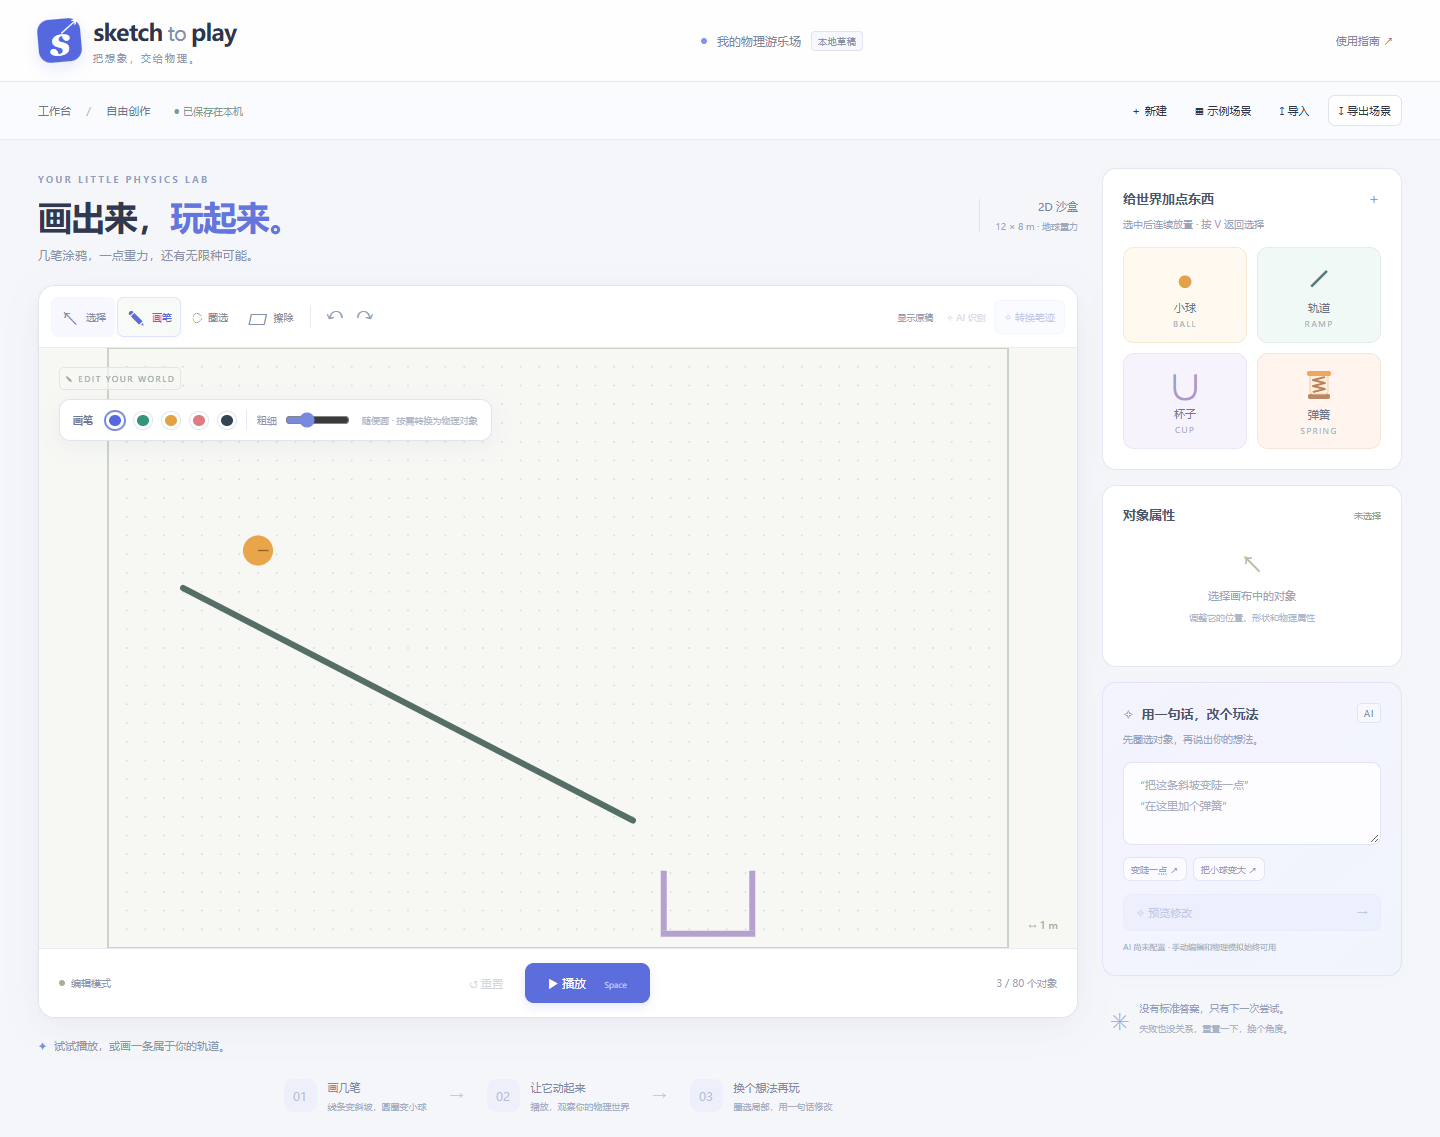 sketch to play
把想象，交给物理。
我的物理游乐场 本地草稿
使用指南 ↗
工作台 / 自由创作 已保存在本机
+ 新建 示例场景 导入 导出场景
YOUR LITTLE PHYSICS LAB
画出来，玩起来。
几笔涂鸦，一点重力，还有无限种可能。
2D 沙盒
12 × 8 m · 地球重力
选择 画笔 圈选 擦除
显示原稿 AI 识别 转换笔迹
EDIT YOUR WORLD
画笔 粗细 随便画 · 按需转换为物理对象
↔ 1 m
编辑模式 重置 播放 Space 3 / 80 个对象
试试播放，或画一条属于你的轨道。
01 画几笔
线条变斜坡，圆圈变小球
→
02 让它动起来
播放，观察你的物理世界
→
03 换个想法再玩
圈选局部，用一句话修改
给世界加点东西 +
选中后连续放置 · 按 V 返回选择
小球
BALL
轨道
RAMP
杯子
CUP
弹簧
SPRING
对象属性 未选择
选择画布中的对象
调整它的位置、形状和物理属性
用一句话，改个玩法 AI
先圈选对象，再说出你的想法。
“把这条斜坡变陡一点”
“在这里加个弹簧”
变陡一点 ↗ 把小球变大 ↗
预览修改 →
AI 尚未配置 · 手动编辑和物理模拟始终可用
没有标准答案，只有下一次尝试。
失败也没关系，重置一下，换个角度。